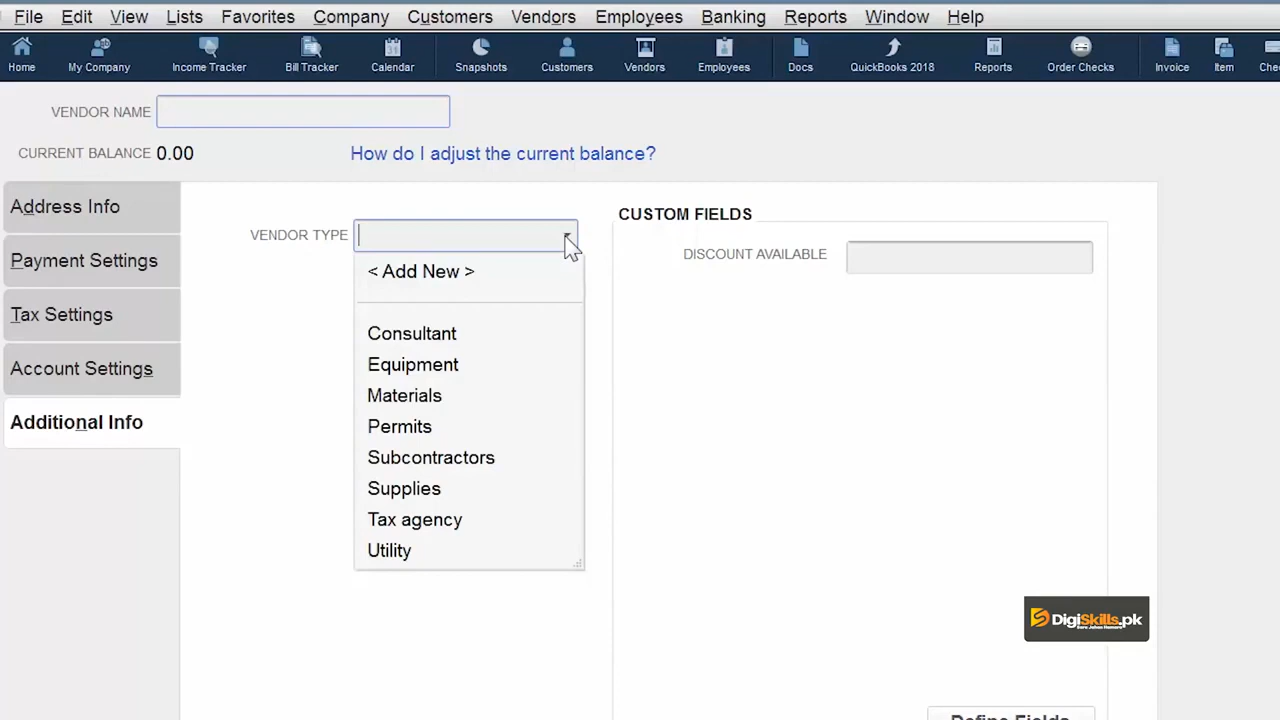 File Edit View Lists Favorites Company Customers Vendors Employees Banking Reports Window Help
Home My Company Income Tracker Bill Tracker Calendar Snapshots Customers Vendors Employees Docs QuickBooks 2018 Reports Order Checks Invoice Item Chec
VENDOR NAME
CURRENT BALANCE 0.00 How do I adjust the current balance?
Address Info
Payment Settings
Tax Settings
Account Settings
Additional Info
VENDOR TYPE
< Add New >
Consultant
Equipment
Materials
Permits
Subcontractors
Supplies
Tax agency
Utility
CUSTOM FIELDS
DISCOUNT AVAILABLE
DigiSkills.pk
Define Fields